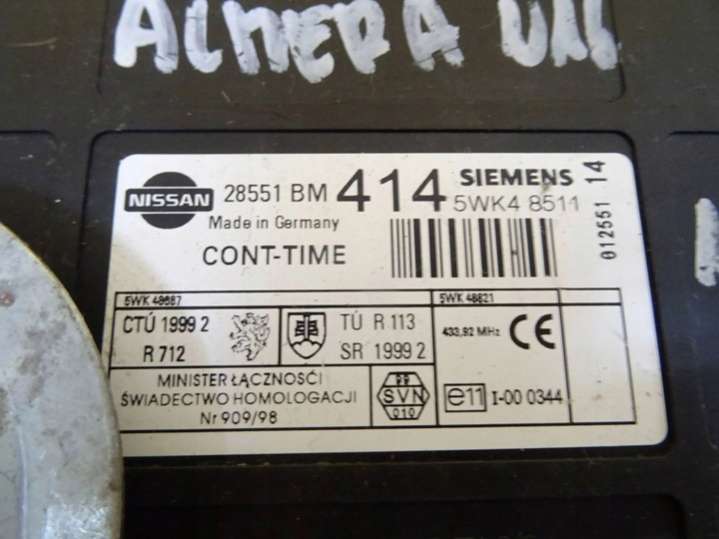 ALMERA
NISSAN 28551 BM 414 SIEMENS
5WK4 8511
Made in Germany
CONT-TIME
012551 14
5WK 48687
5WK 48821
CTÚ 1999 2
R 712
TÚ R 113
SR 1999 2
433,92 MHz CE
MINISTER ŁĄCZNOŚCI
ŚWIADECTWO HOMOLOGACJI
Nr 909/98
SVN
010
e11 I-00 0344